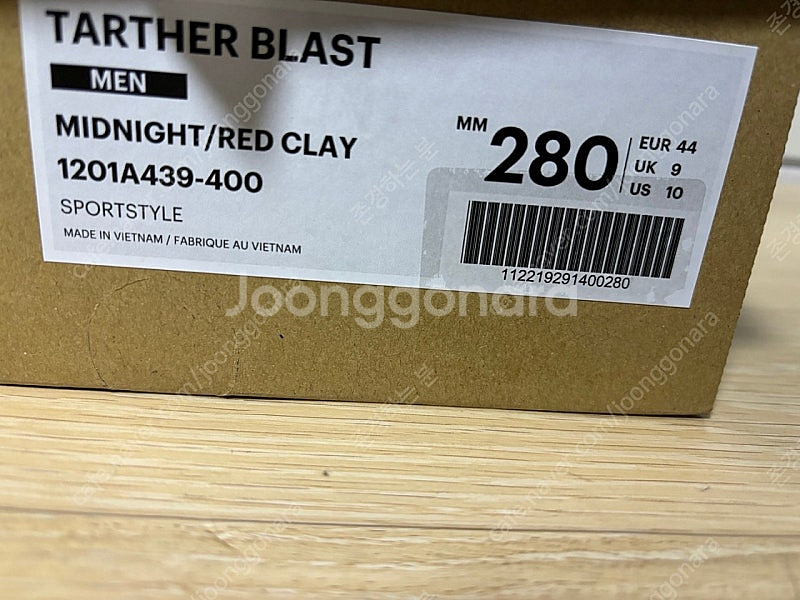 TARTHER BLAST
MEN
MIDNIGHT/RED CLAY
1201A439-400
SPORTSTYLE
MADE IN VIETNAM / FABRIQUE AU VIETNAM
MM 280
EUR 44
UK 9
US 10
112219291400280
Joonggonara